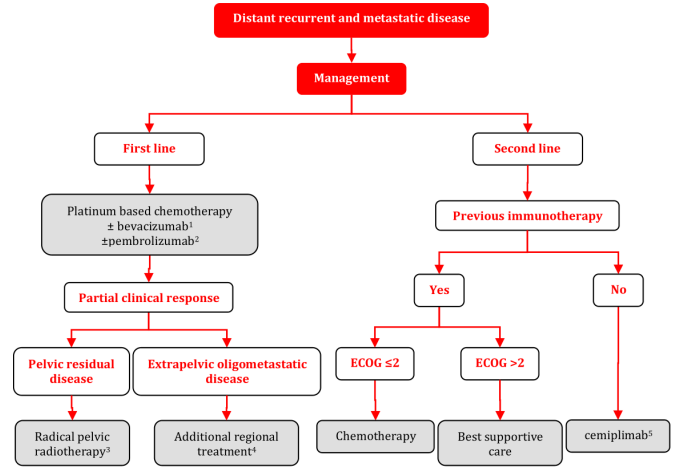 Distant recurrent and metastatic disease
Management
First line
Second line
Platinum based chemotherapy
± bevacizumab¹
±pembrolizumab²
Previous immunotherapy
Partial clinical response
Yes
No
Pelvic residual
disease
Extrapelvic oligometastatic
disease
ECOG ≤2
ECOG >2
Radical pelvic
radiotherapy³
Additional regional
treatment⁴
Chemotherapy
Best supportive
care
cemiplimab⁵